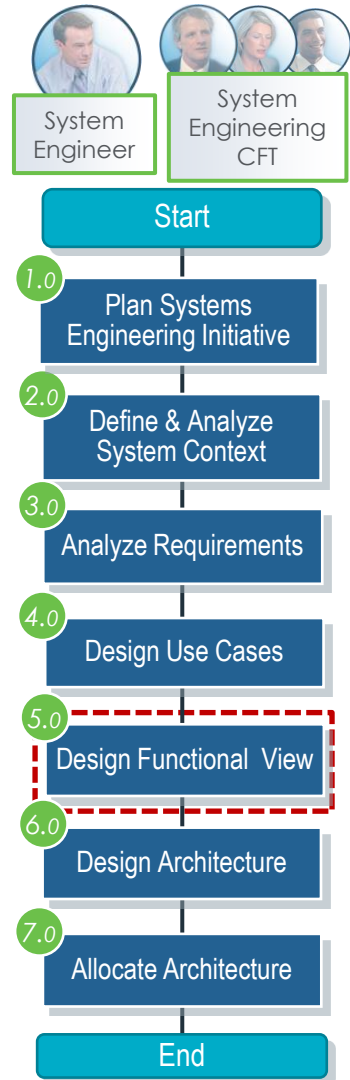 System
Engineer
System
Engineering
CFT
Start
1.0
Plan Systems
Engineering Initiative
2.0
Define & Analyze
System Context
3.0
Analyze Requirements
4.0
Design Use Cases
5.0
Design Functional View
6.0
Design Architecture
7.0
Allocate Architecture
End